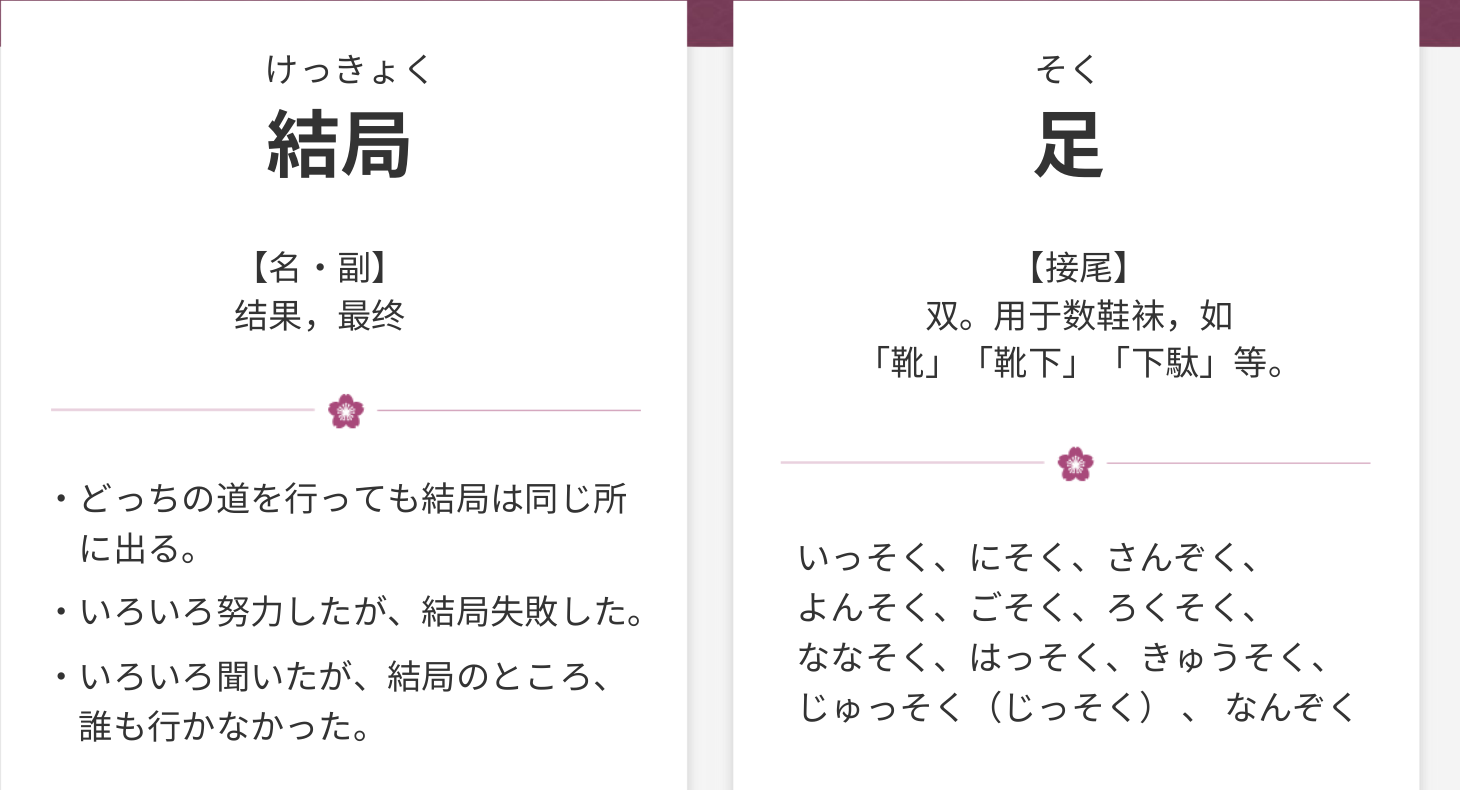 けっきょく
結局
【名・副】
结果，最终
・どっちの道を行っても結局は同じ所
に出る。
・いろいろ努力したが、結局失敗した。
・いろいろ聞いたが、結局のところ、
誰も行かなかった。
そく
足
【接尾】
双。用于数鞋袜，如
「靴」「靴下」「下駄」等。
いっそく、にそく、さんぞく、
よんそく、ごそく、ろくそく、
ななそく、はっそく、きゅうそく、
じゅっそく（じっそく）、なんぞく